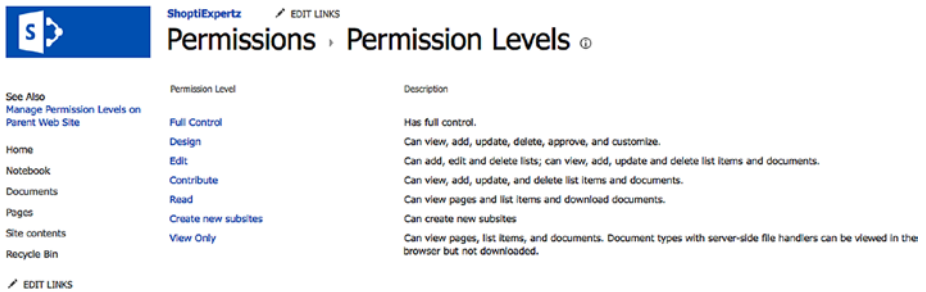 S
ShoptiExpertz EDIT LINKS
Permissions › Permission Levels
See Also
Manage Permission Levels on
Parent Web Site
Home
Notebook
Documents
Pages
Site contents
Recycle Bin
EDIT LINKS
Permission Level Description
Full Control Has full control.
Design Can view, add, update, delete, approve, and customize.
Edit Can add, edit and delete lists; can view, add, update and delete list items and documents.
Contribute Can view, add, update, and delete list items and documents.
Read Can view pages and list items and download documents.
Create new subsites Can create new subsites
View Only Can view pages, list items, and documents. Document types with server-side file handlers can be viewed in the
browser but not downloaded.